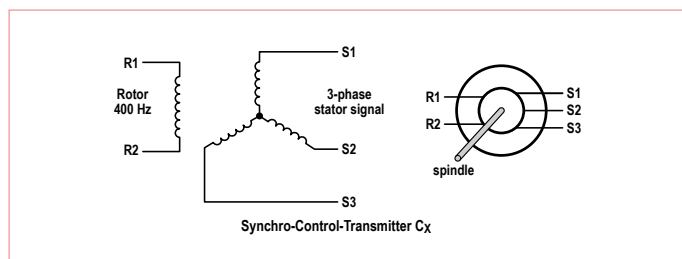 R1
Rotor
400 Hz
R2
S1
3-phase
stator signal
S2
S3
R1
R2
S1
S2
S3
spindle
Synchro-Control-Transmitter CX